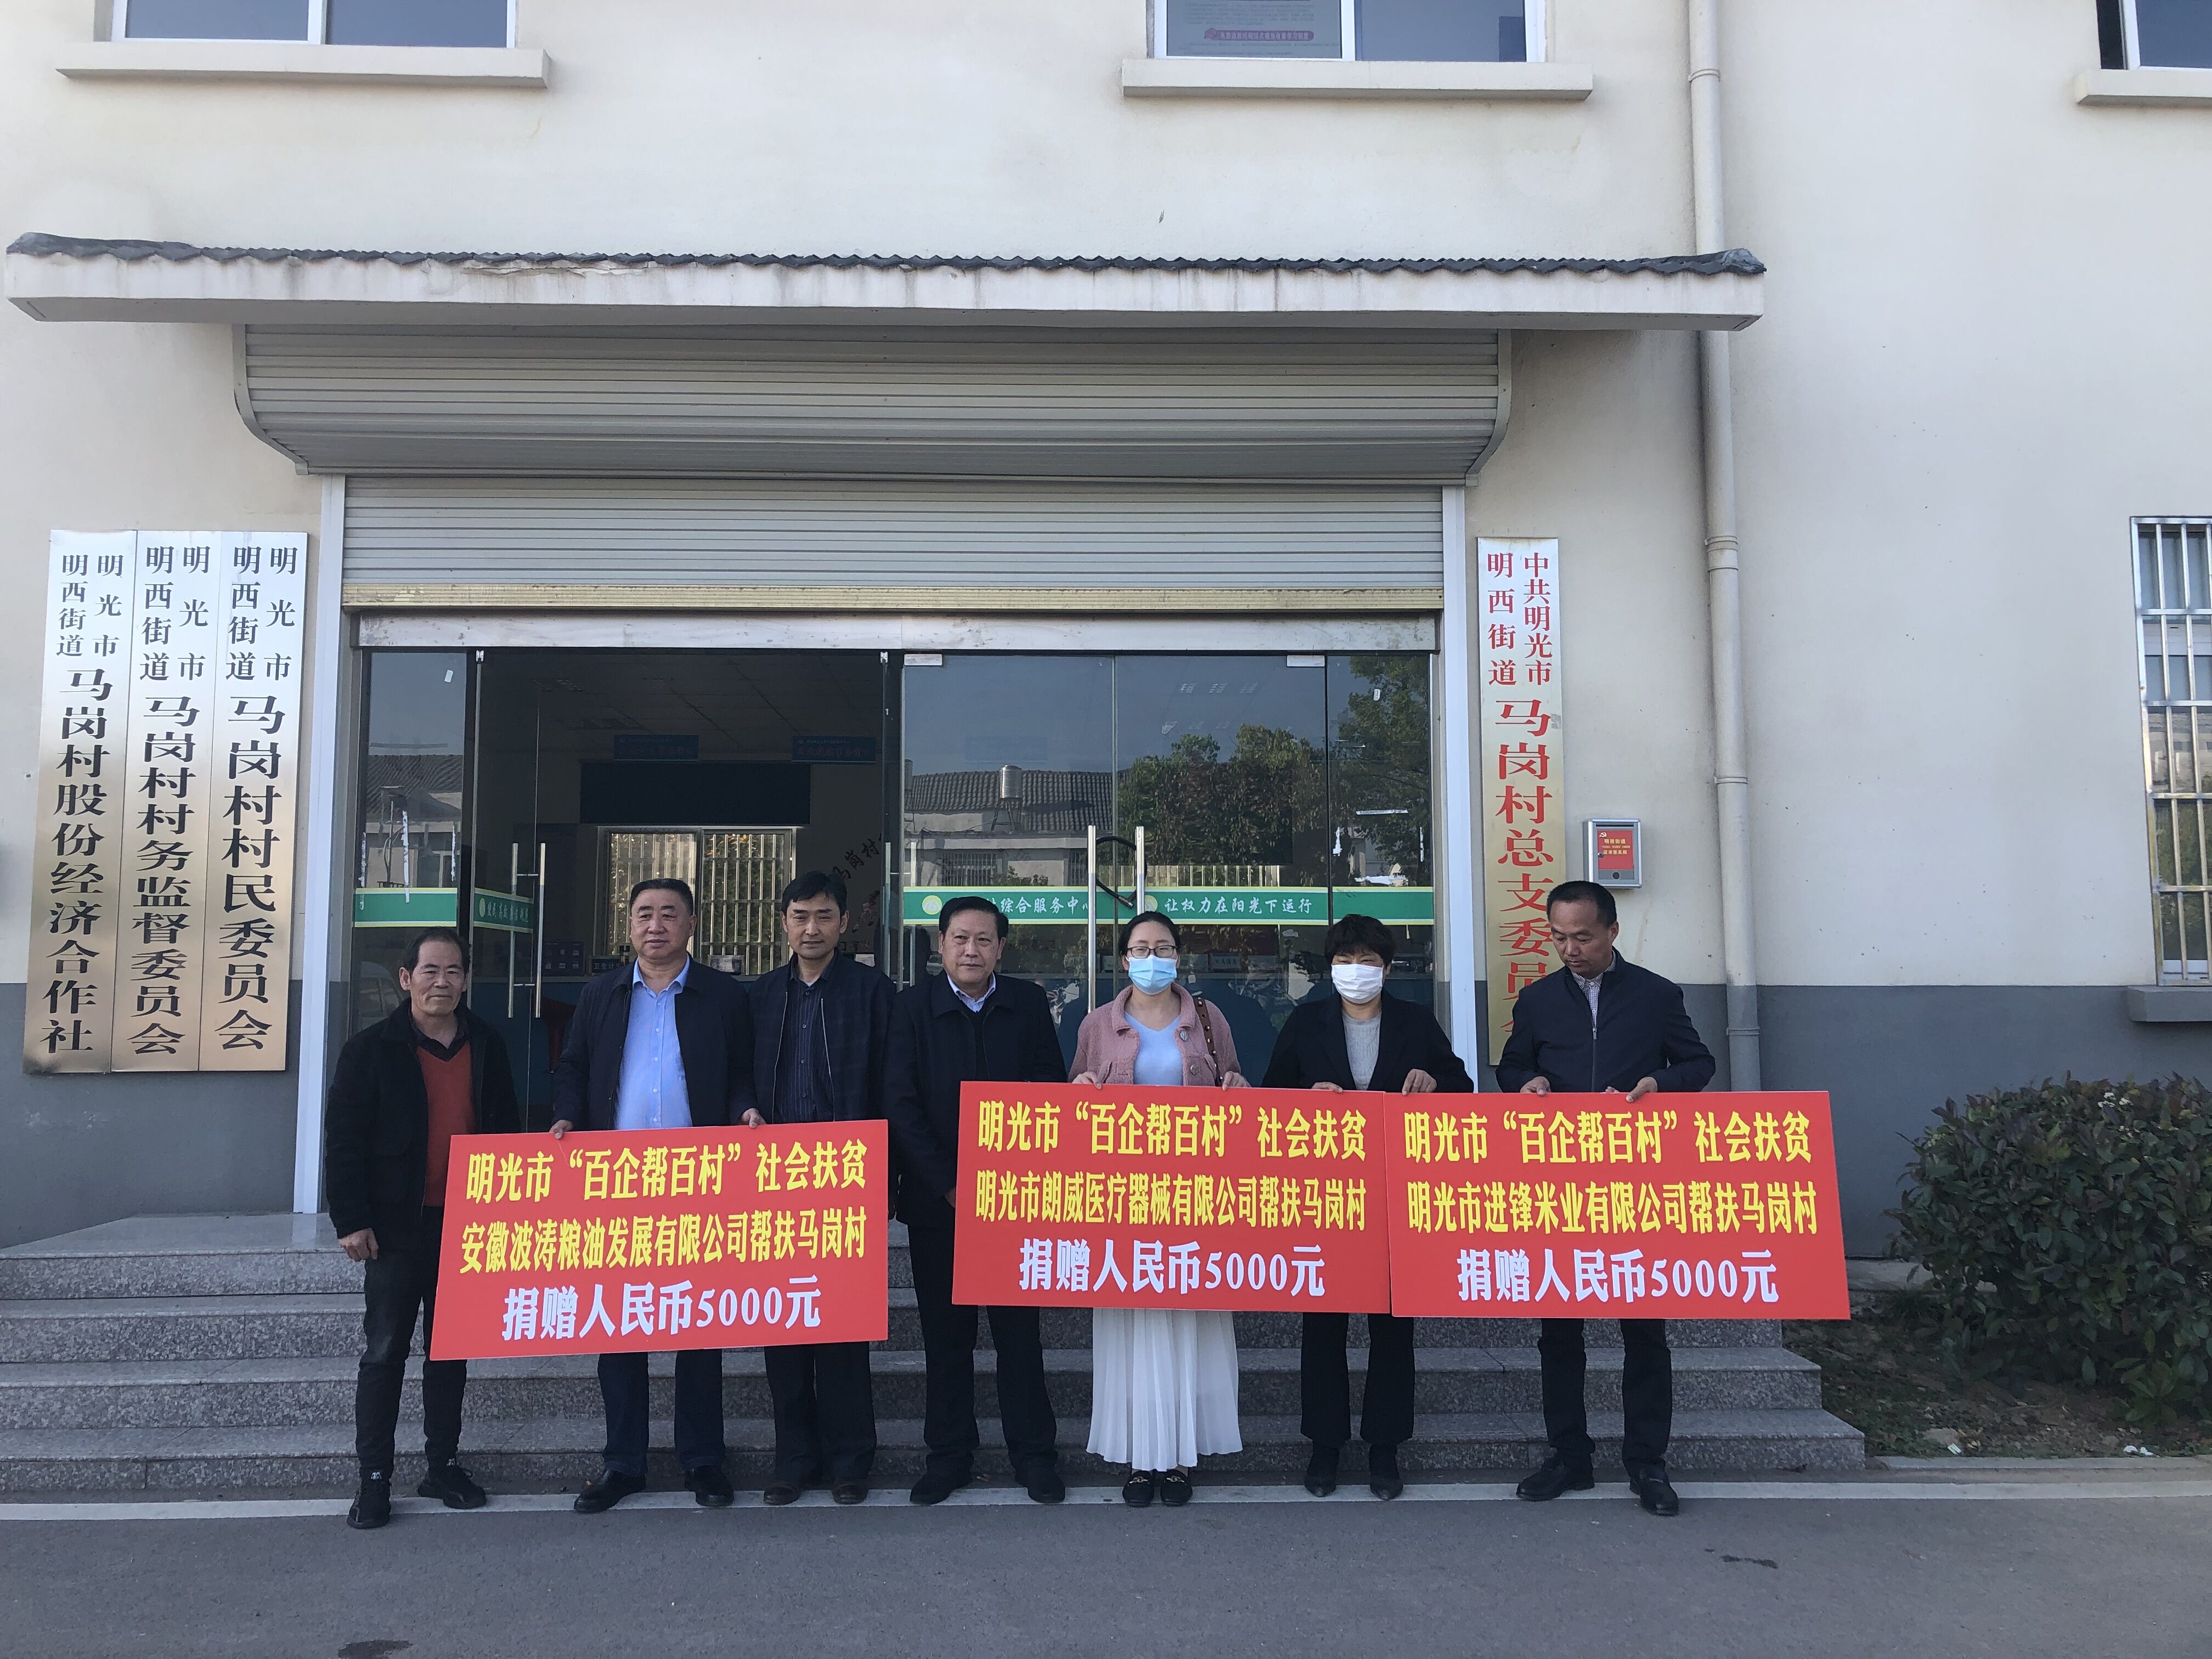 明光市
明西街道
马岗村股份经济合作社
明光市
明西街道
马岗村村务监督委员会
明光市
明西街道
马岗村村民委员会
中共明光市
明西街道
马岗村总支委员
综合服务中心
让权力在阳光下运行
马岗村
明光市“百企帮百村”社会扶贫
安徽波涛粮油发展有限公司帮扶马岗村
捐赠人民币5000元
明光市“百企帮百村”社会扶贫
明光市朗威医疗器械有限公司帮扶马岗村
捐赠人民币5000元
明光市“百企帮百村”社会扶贫
明光市进锋米业有限公司帮扶马岗村
捐赠人民币5000元